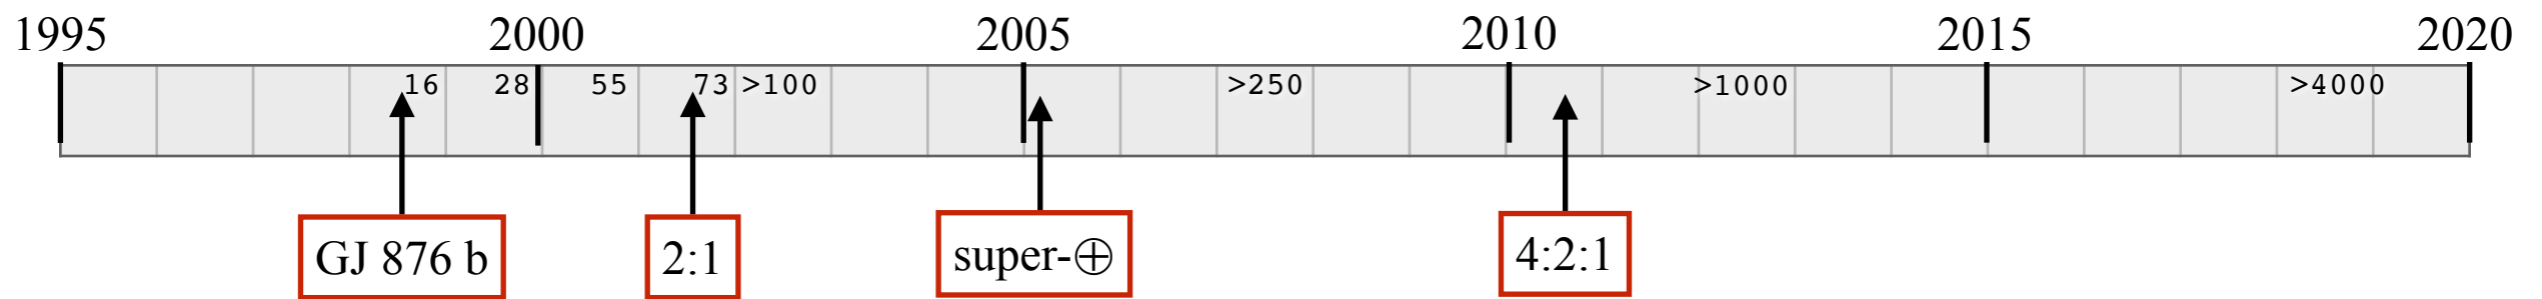 1995 2000 2005 2010 2015 2020
16 28 55 73 >100 >250 >1000 >4000
GJ 876 b 2:1 super-⊕ 4:2:1